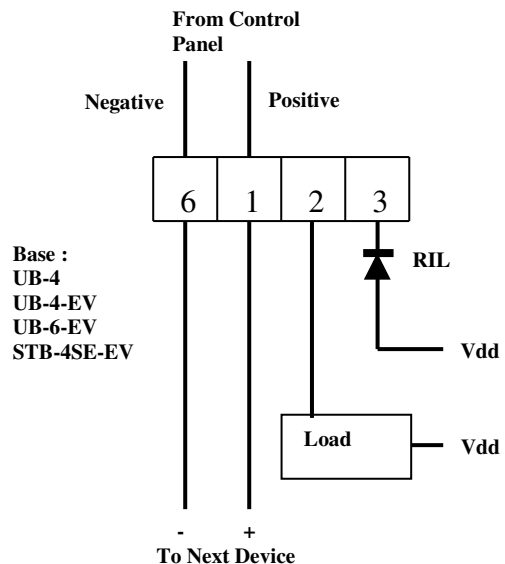 From Control
Panel
Negative
Positive
6 1 2 3
Base :
UB-4
UB-4-EV
UB-6-EV
STB-4SE-EV
RIL
Vdd
Load
Vdd
- +
To Next Device